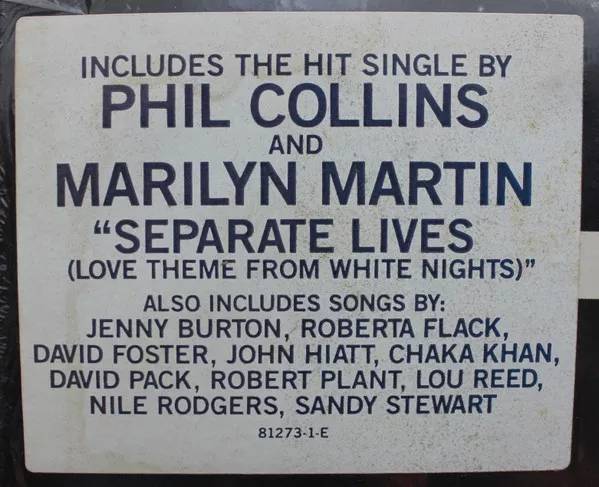 INCLUDES THE HIT SINGLE BY
PHIL COLLINS
AND
MARILYN MARTIN
“SEPARATE LIVES
(LOVE THEME FROM WHITE NIGHTS)”
ALSO INCLUDES SONGS BY:
JENNY BURTON, ROBERTA FLACK,
DAVID FOSTER, JOHN HIATT, CHAKA KHAN,
DAVID PACK, ROBERT PLANT, LOU REED,
NILE RODGERS, SANDY STEWART
81273-1-E